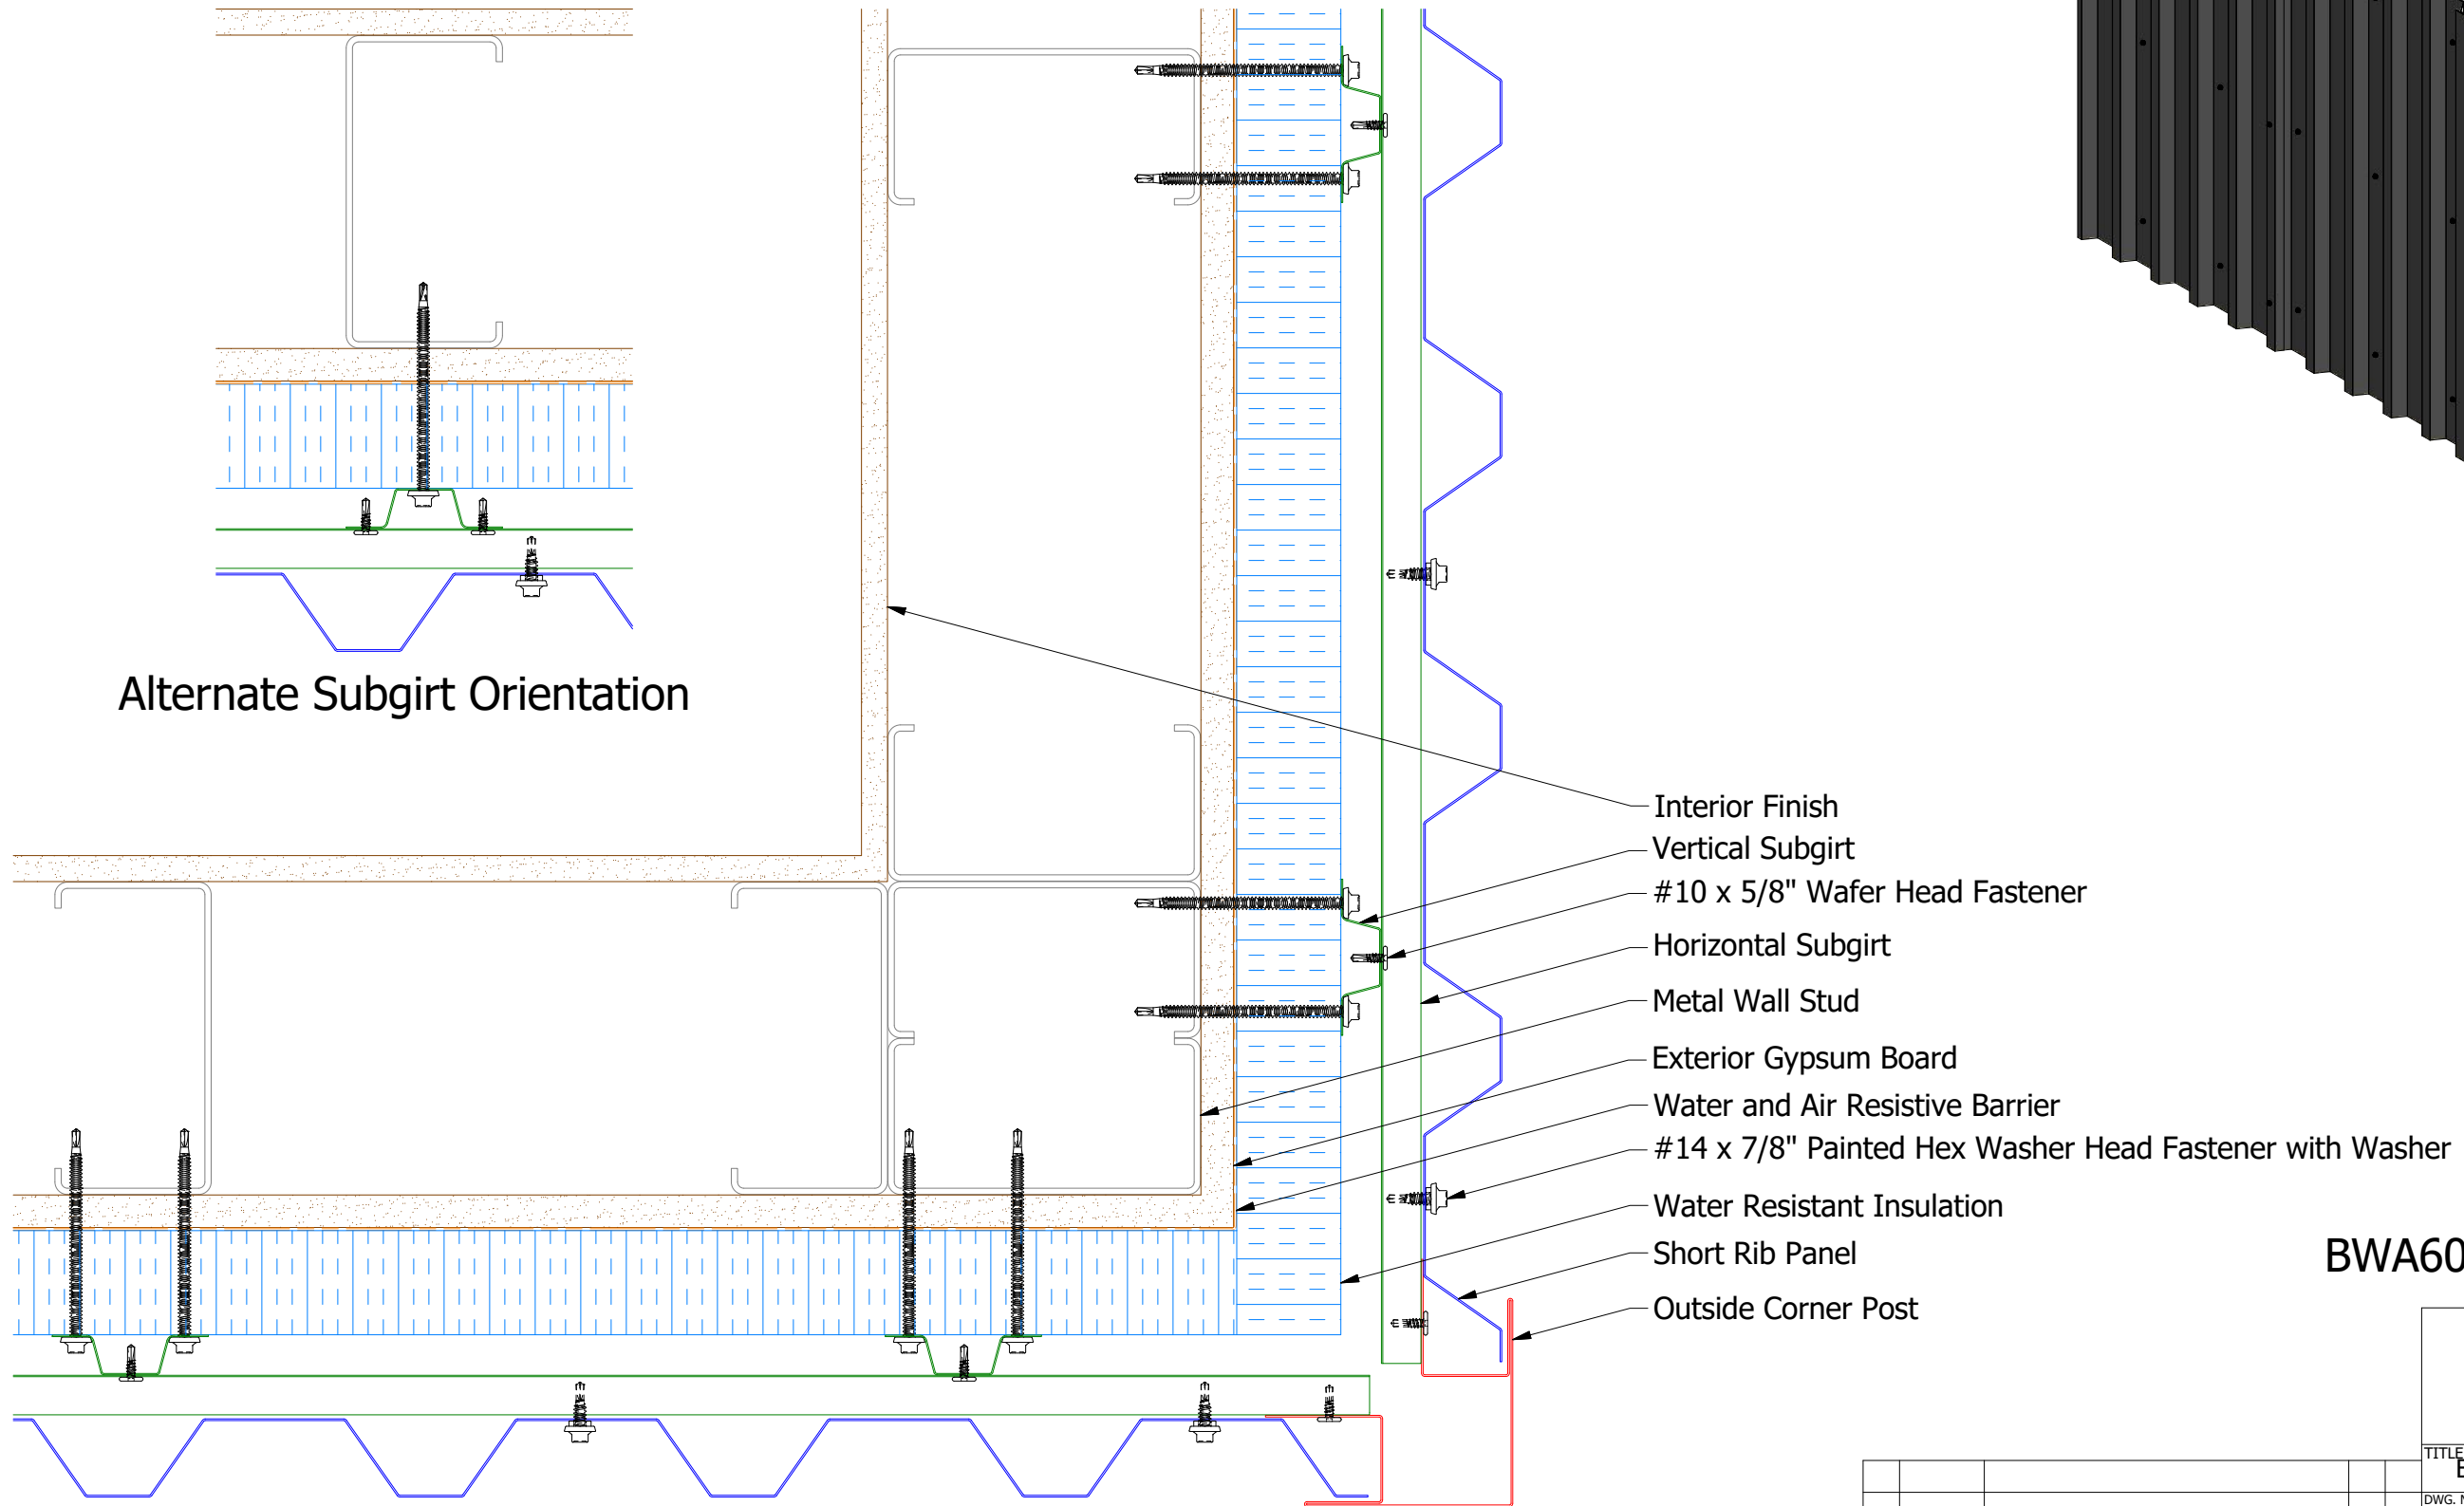 Alternate Subgirt Orientation
Interior Finish
Vertical Subgirt
#10 x 5/8" Wafer Head Fastener
Horizontal Subgirt
Metal Wall Stud
Exterior Gypsum Board
Water and Air Resistive Barrier
#14 x 7/8" Painted Hex Washer Head Fastener with Washer
Water Resistant Insulation
Short Rib Panel
Outside Corner Post
BWA60
TITLE
DWG.